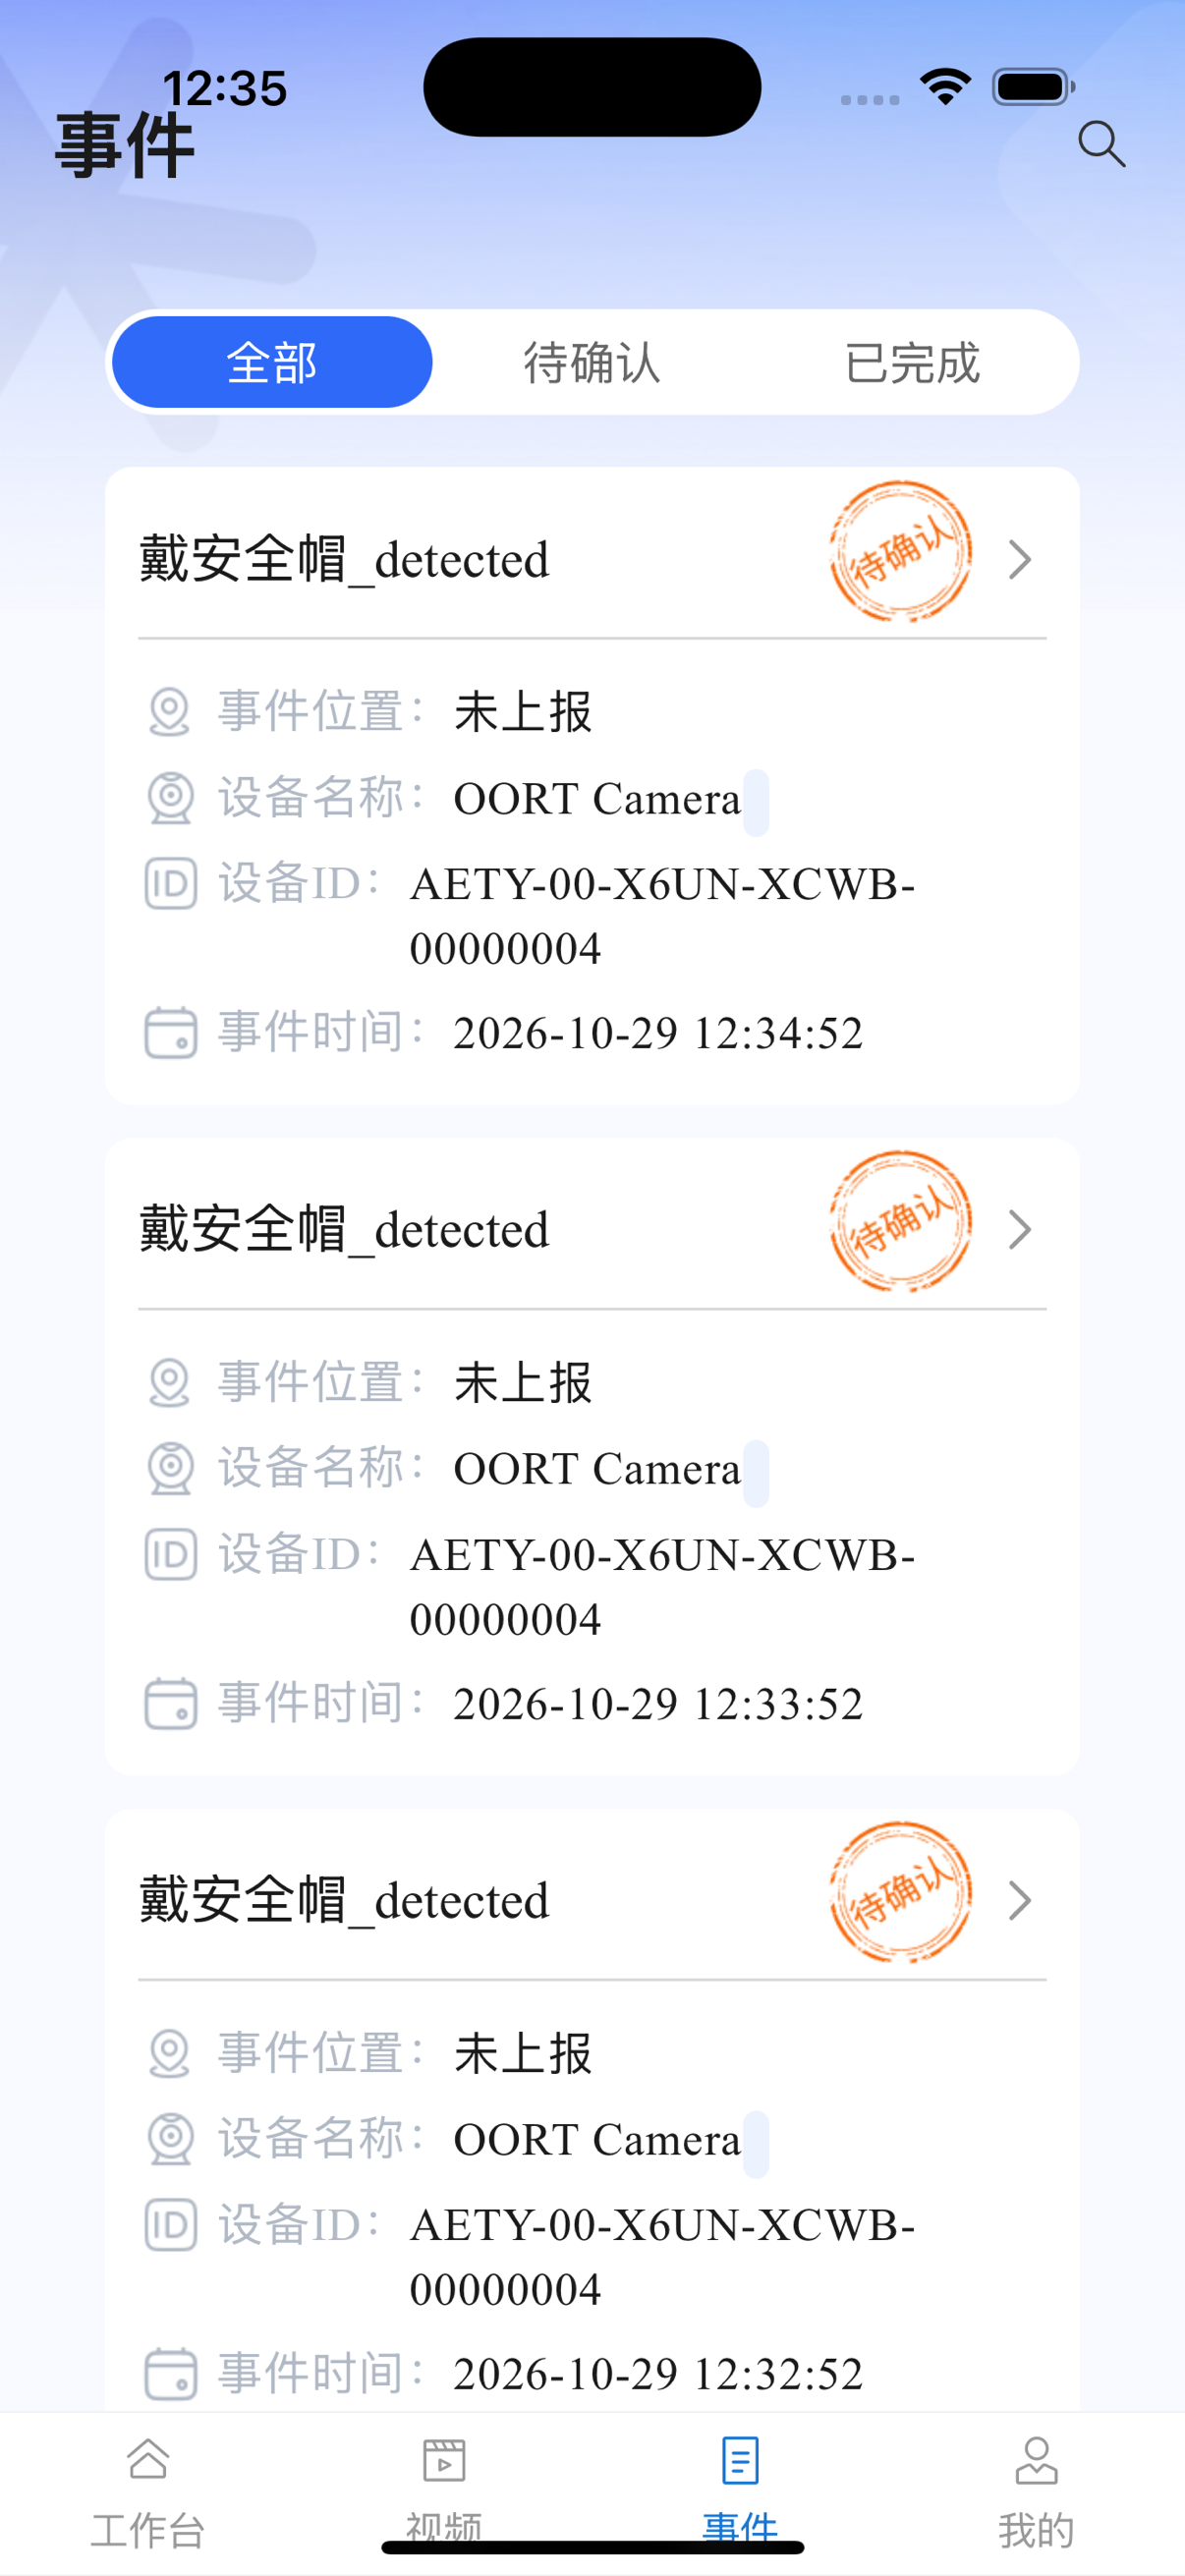 12:35
事件
全部 待确认 已完成
戴安全帽_detected 待确认
事件位置： 未上报
设备名称： OORT Camera
设备ID： AETY-00-X6UN-XCWB-
00000004
事件时间： 2026-10-29 12:34:52
戴安全帽_detected 待确认
事件位置： 未上报
设备名称： OORT Camera
设备ID： AETY-00-X6UN-XCWB-
00000004
事件时间： 2026-10-29 12:33:52
戴安全帽_detected 待确认
事件位置： 未上报
设备名称： OORT Camera
设备ID： AETY-00-X6UN-XCWB-
00000004
事件时间： 2026-10-29 12:32:52
工作台 视频 事件 我的